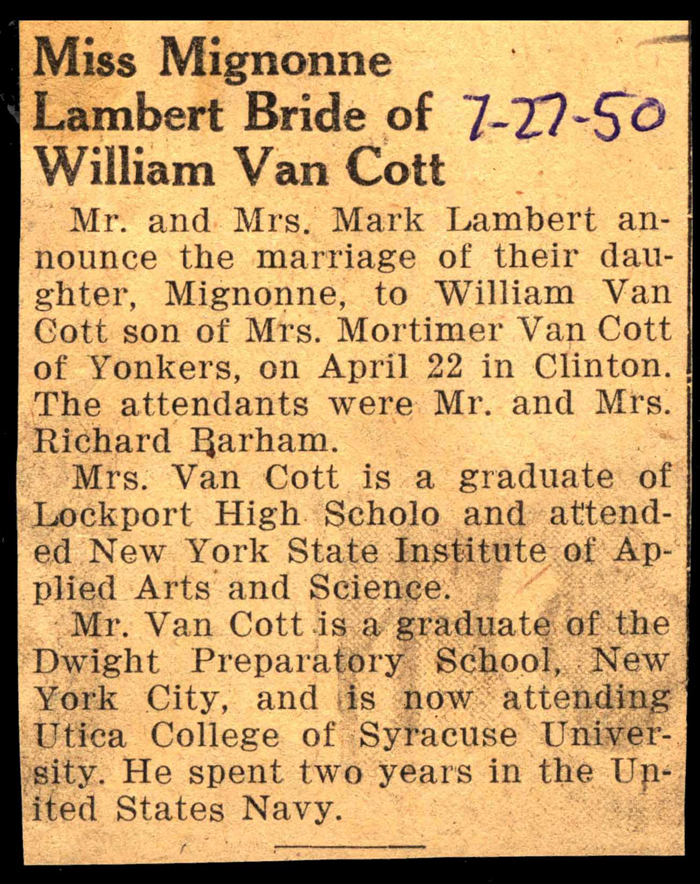 Miss Mignonne
Lambert Bride of 7-27-50
William Van Cott
Mr. and Mrs. Mark Lambert an-
nounce the marriage of their dau-
ghter, Mignonne, to William Van
Cott son of Mrs. Mortimer Van Cott
of Yonkers, on April 22 in Clinton.
The attendants were Mr. and Mrs.
Richard Barham.
Mrs. Van Cott is a graduate of
Lockport High Scholo and attend-
ed New York State Institute of Ap-
plied Arts and Science.
Mr. Van Cott is a graduate of the
Dwight Preparatory School, New
York City, and is now attending
Utica College of Syracuse Univer-
sity. He spent two years in the Un-
ited States Navy.